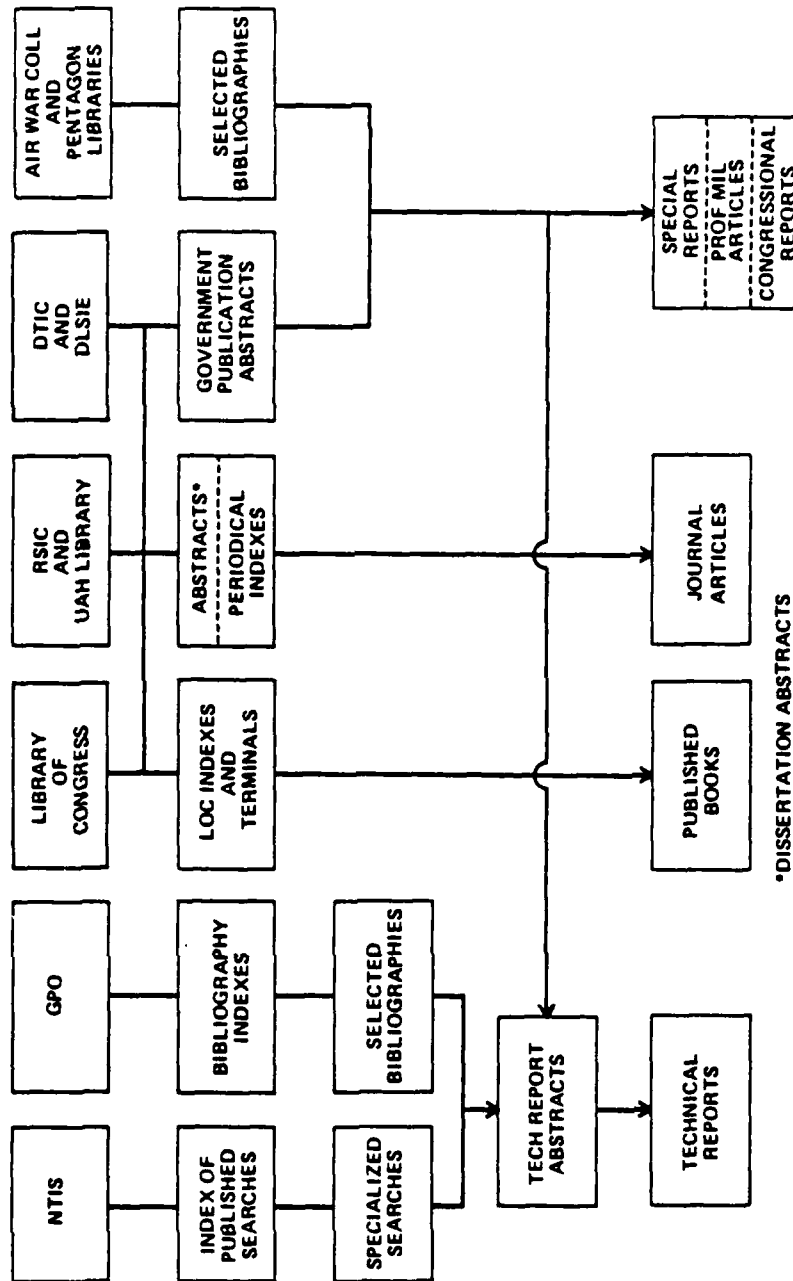 NTIS
GPO
LIBRARY
OF
CONGRESS
RSIC
AND
UAH LIBRARY
DTIC
AND
DLSIE
AIR WAR COLL
AND
PENTAGON
LIBRARIES
INDEX OF
PUBLISHED
SEARCHES
BIBLIOGRAPHY
INDEXES
LOC INDEXES
AND
TERMINALS
ABSTRACTS*
PERIODICAL
INDEXES
GOVERNMENT
PUBLICATION
ABSTRACTS
SELECTED
BIBLIOGRAPHIES
SPECIALIZED
SEARCHES
SELECTED
BIBLIOGRAPHIES
TECH REPORT
ABSTRACTS
TECHNICAL
REPORTS
PUBLISHED
BOOKS
JOURNAL
ARTICLES
SPECIAL
REPORTS
PROF MIL
ARTICLES
CONGRESSIONAL
REPORTS
*DISSERTATION ABSTRACTS